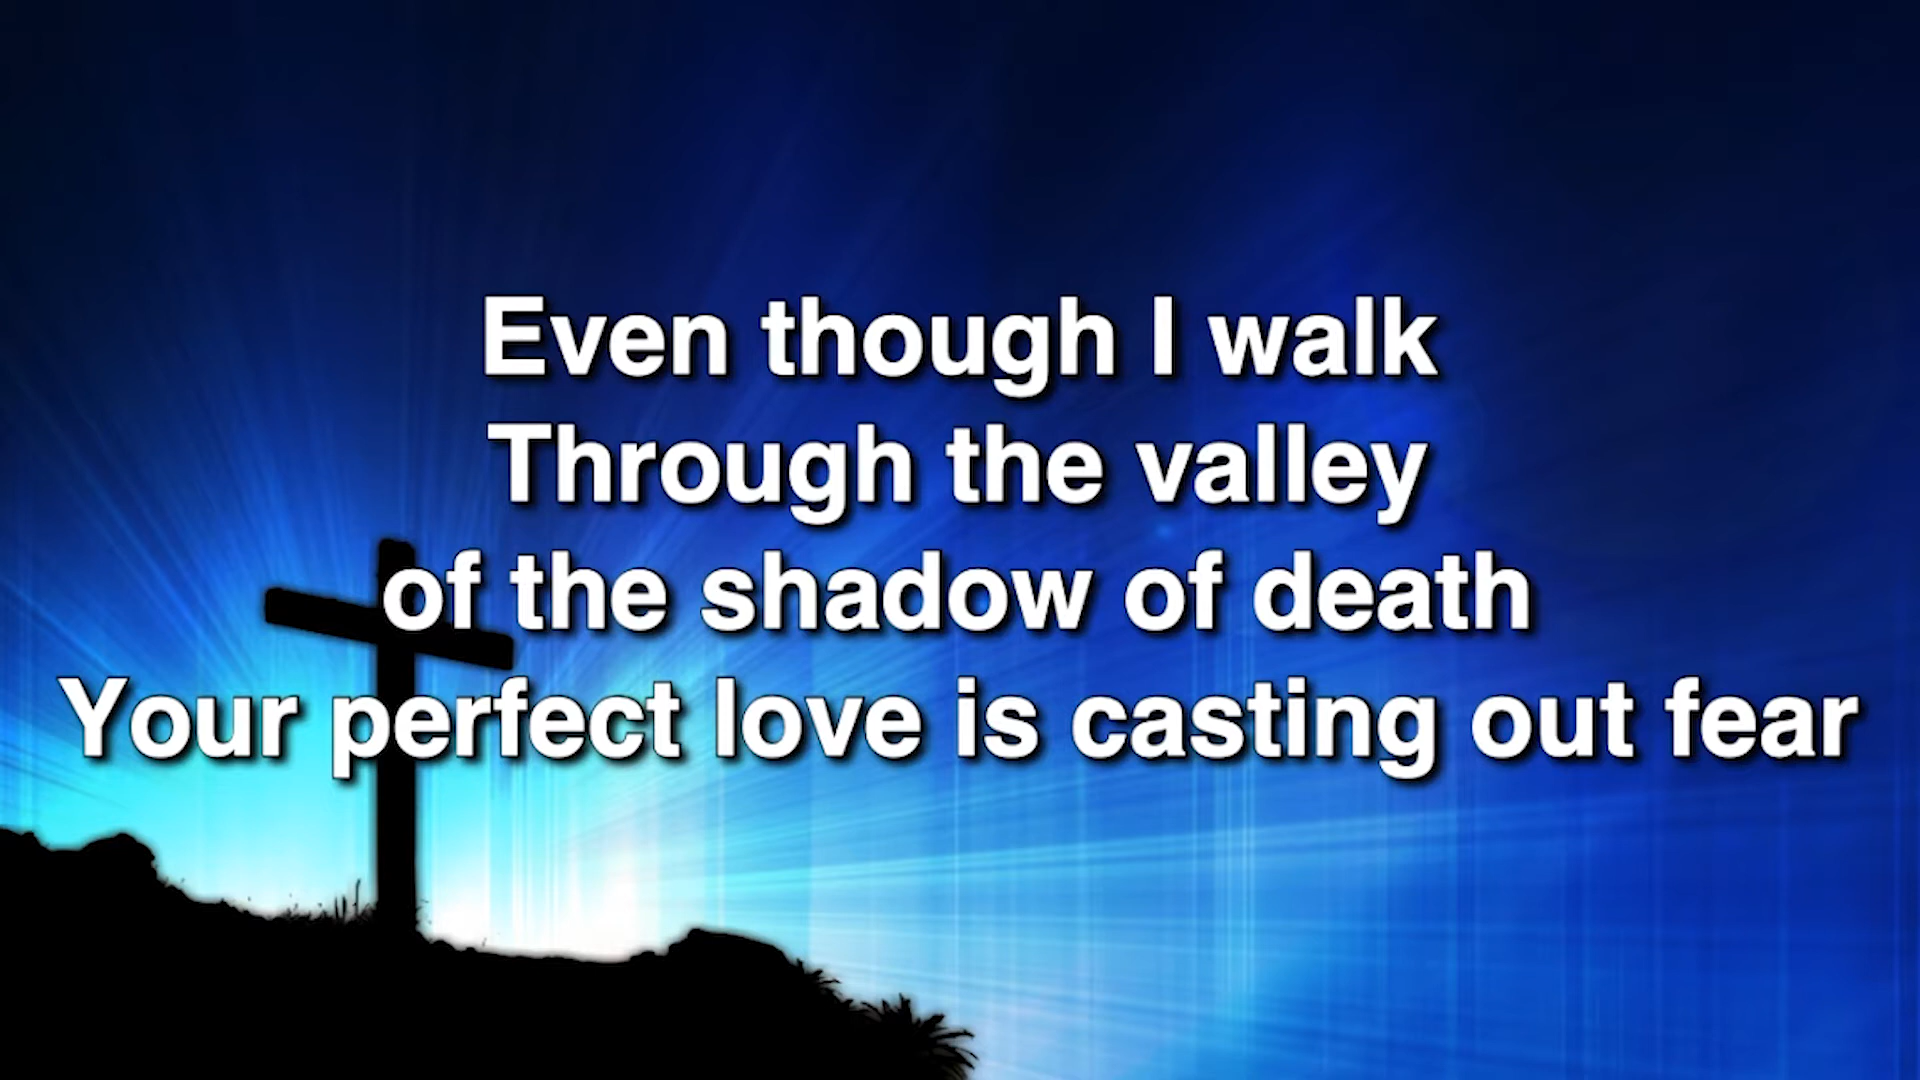 Even though I walk
Through the valley
of the shadow of death
Your perfect love is casting out fear